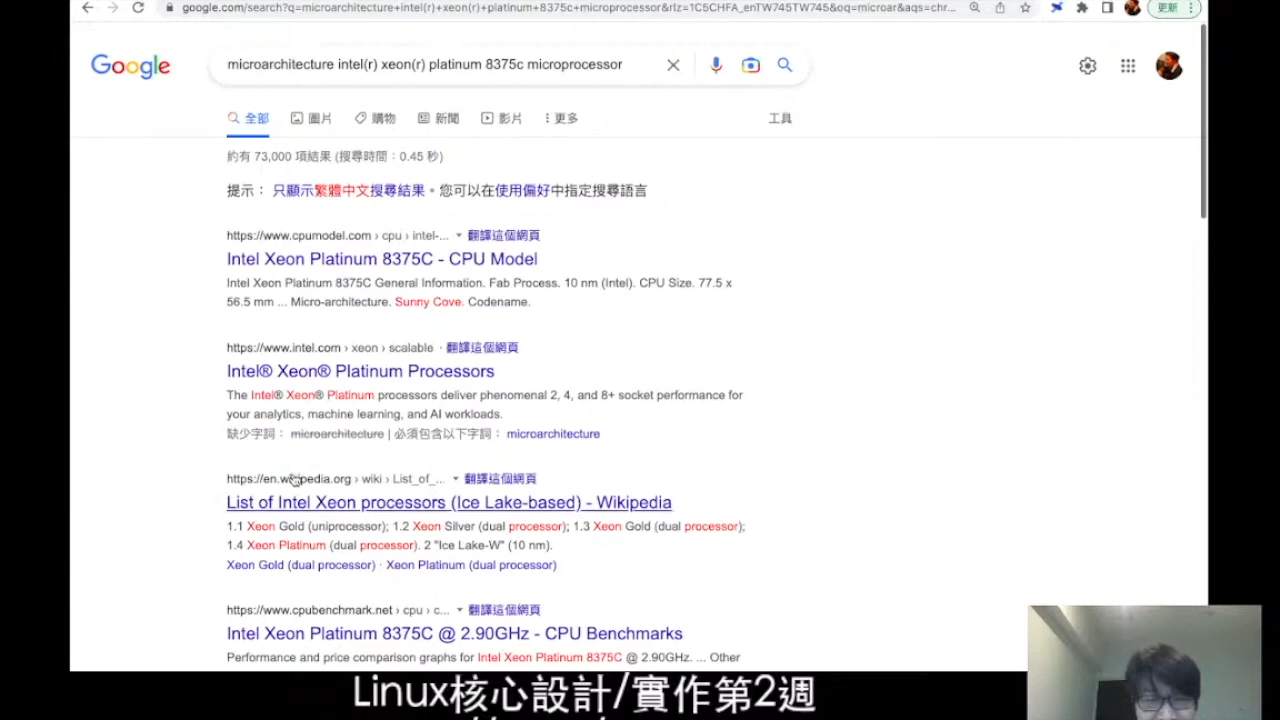 google.com/search?q=microarchitecture+intel(r)+xeon(r)+platinum+8375c+microprocessor&rlz=1C5CHFA_enTW745TW745&oq=microar&aqs=chr...
更新
Google
microarchitecture intel(r) xeon(r) platinum 8375c microprocessor
全部 圖片 購物 新聞 影片 更多 工具
約有 73,000 項結果 (搜尋時間：0.45 秒)
提示： 只顯示繁體中文搜尋結果。您可以在使用偏好中指定搜尋語言
https://www.cpumodel.com › cpu › intel-... 翻譯這個網頁
Intel Xeon Platinum 8375C - CPU Model
Intel Xeon Platinum 8375C General Information. Fab Process. 10 nm (Intel). CPU Size. 77.5 x
56.5 mm ... Micro-architecture. Sunny Cove. Codename.
https://www.intel.com › xeon › scalable · 翻譯這個網頁
Intel® Xeon® Platinum Processors
The Intel® Xeon® Platinum processors deliver phenomenal 2, 4, and 8+ socket performance for
your analytics, machine learning, and AI workloads.
缺少字詞： microarchitecture | 必須包含以下字詞： microarchitecture
https://en.wikipedia.org › wiki › List_of_... 翻譯這個網頁
List of Intel Xeon processors (Ice Lake-based) - Wikipedia
1.1 Xeon Gold (uniprocessor); 1.2 Xeon Silver (dual processor); 1.3 Xeon Gold (dual processor);
1.4 Xeon Platinum (dual processor). 2 "Ice Lake-W" (10 nm).
Xeon Gold (dual processor) · Xeon Platinum (dual processor)
https://www.cpubenchmark.net › cpu › c... 翻譯這個網頁
Intel Xeon Platinum 8375C @ 2.90GHz - CPU Benchmarks
Performance and price comparison graphs for Intel Xeon Platinum 8375C @ 2.90GHz. ... Other
Linux核心設計/實作第2週